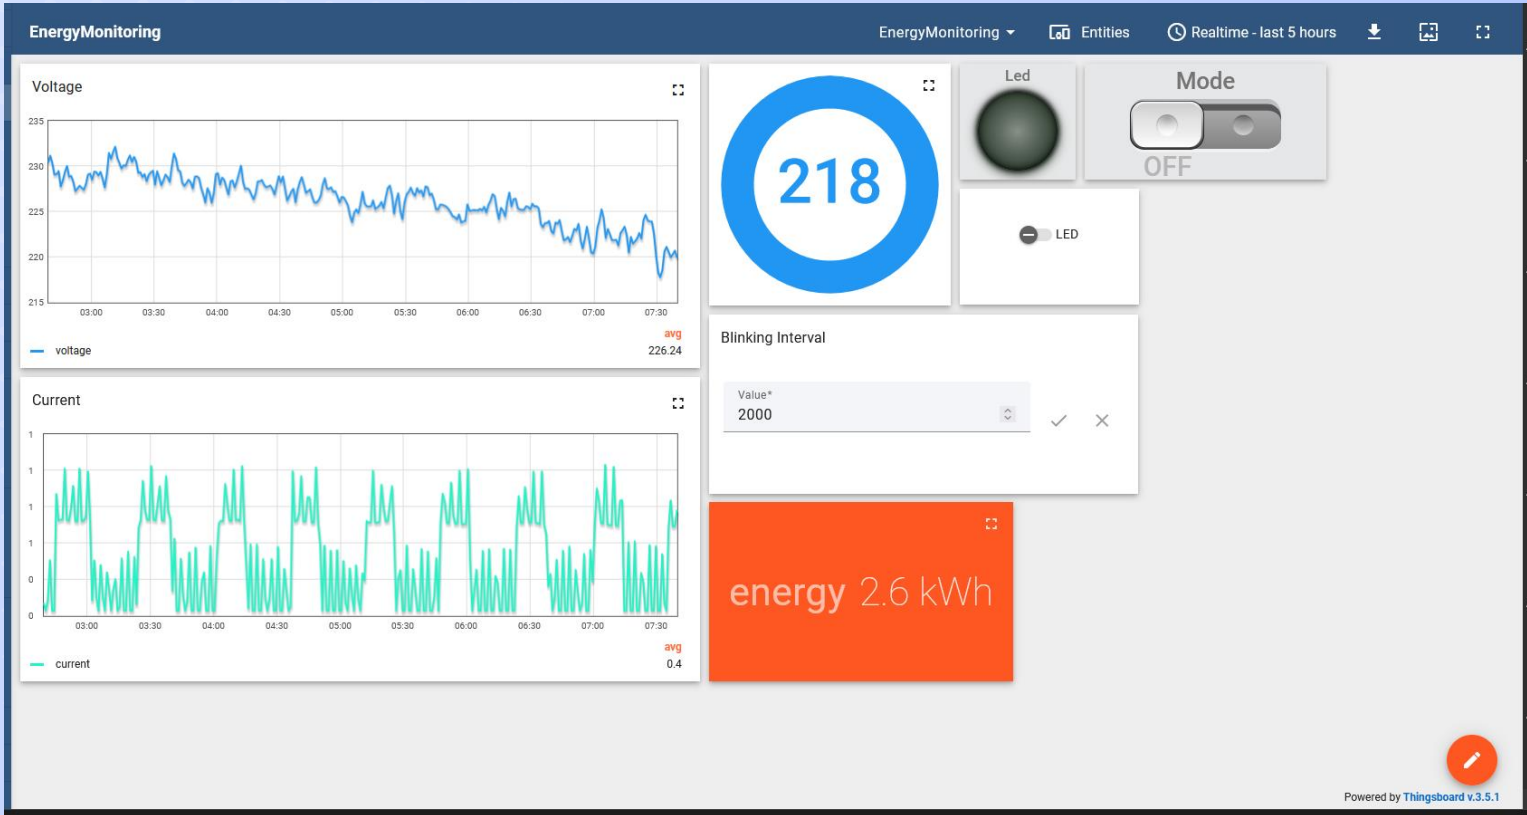 EnergyMonitoring
EnergyMonitoring
Entities
Realtime - last 5 hours
Voltage
235
230
225
220
215
03:00 03:30 04:00 04:30 05:00 05:30 06:00 06:30 07:00 07:30
avg
voltage 226.24
Current
1
1
1
1
0
0
03:00 03:30 04:00 04:30 05:00 05:30 06:00 06:30 07:00 07:30
avg
current 0.4
218
Led
Mode
OFF
LED
Blinking Interval
Value*
2000
energy 2.6 kWh
Powered by Thingsboard v.3.5.1